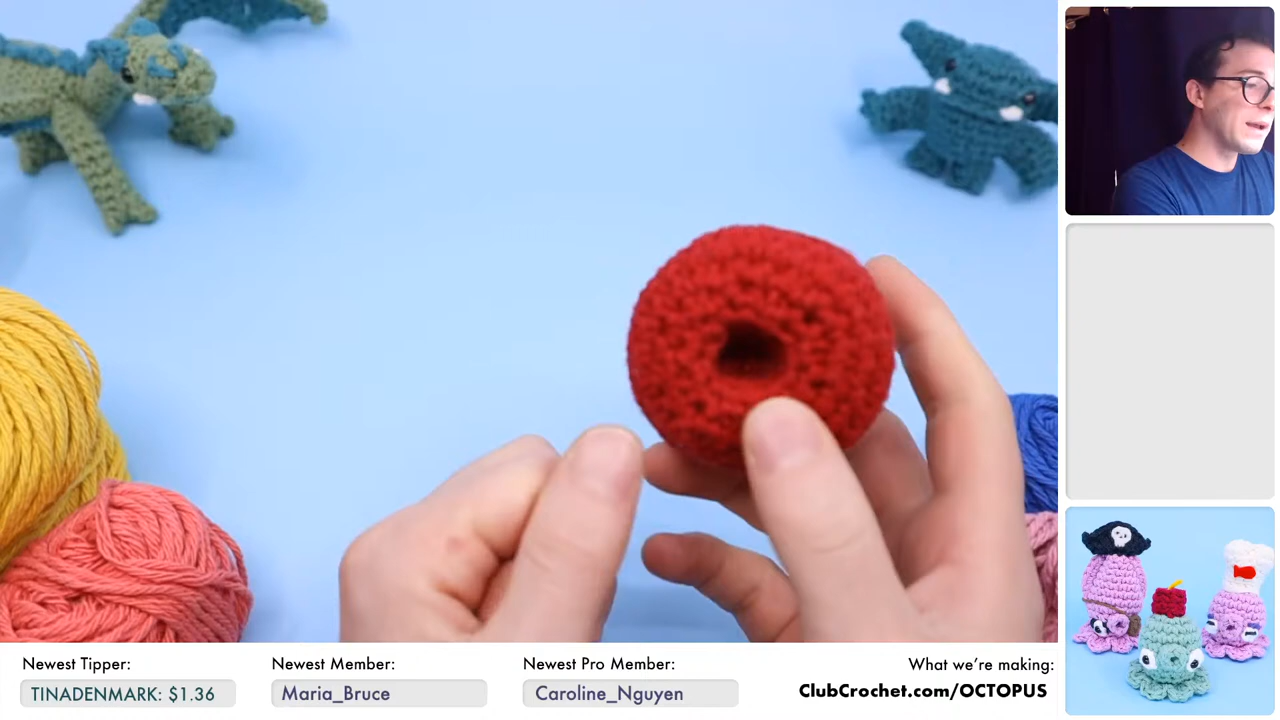 Newest Tipper:
TINADENMARK: $1.36
Newest Member:
Maria_Bruce
Newest Pro Member:
Caroline_Nguyen
What we're making:
ClubCrochet.com/OCTOPUS